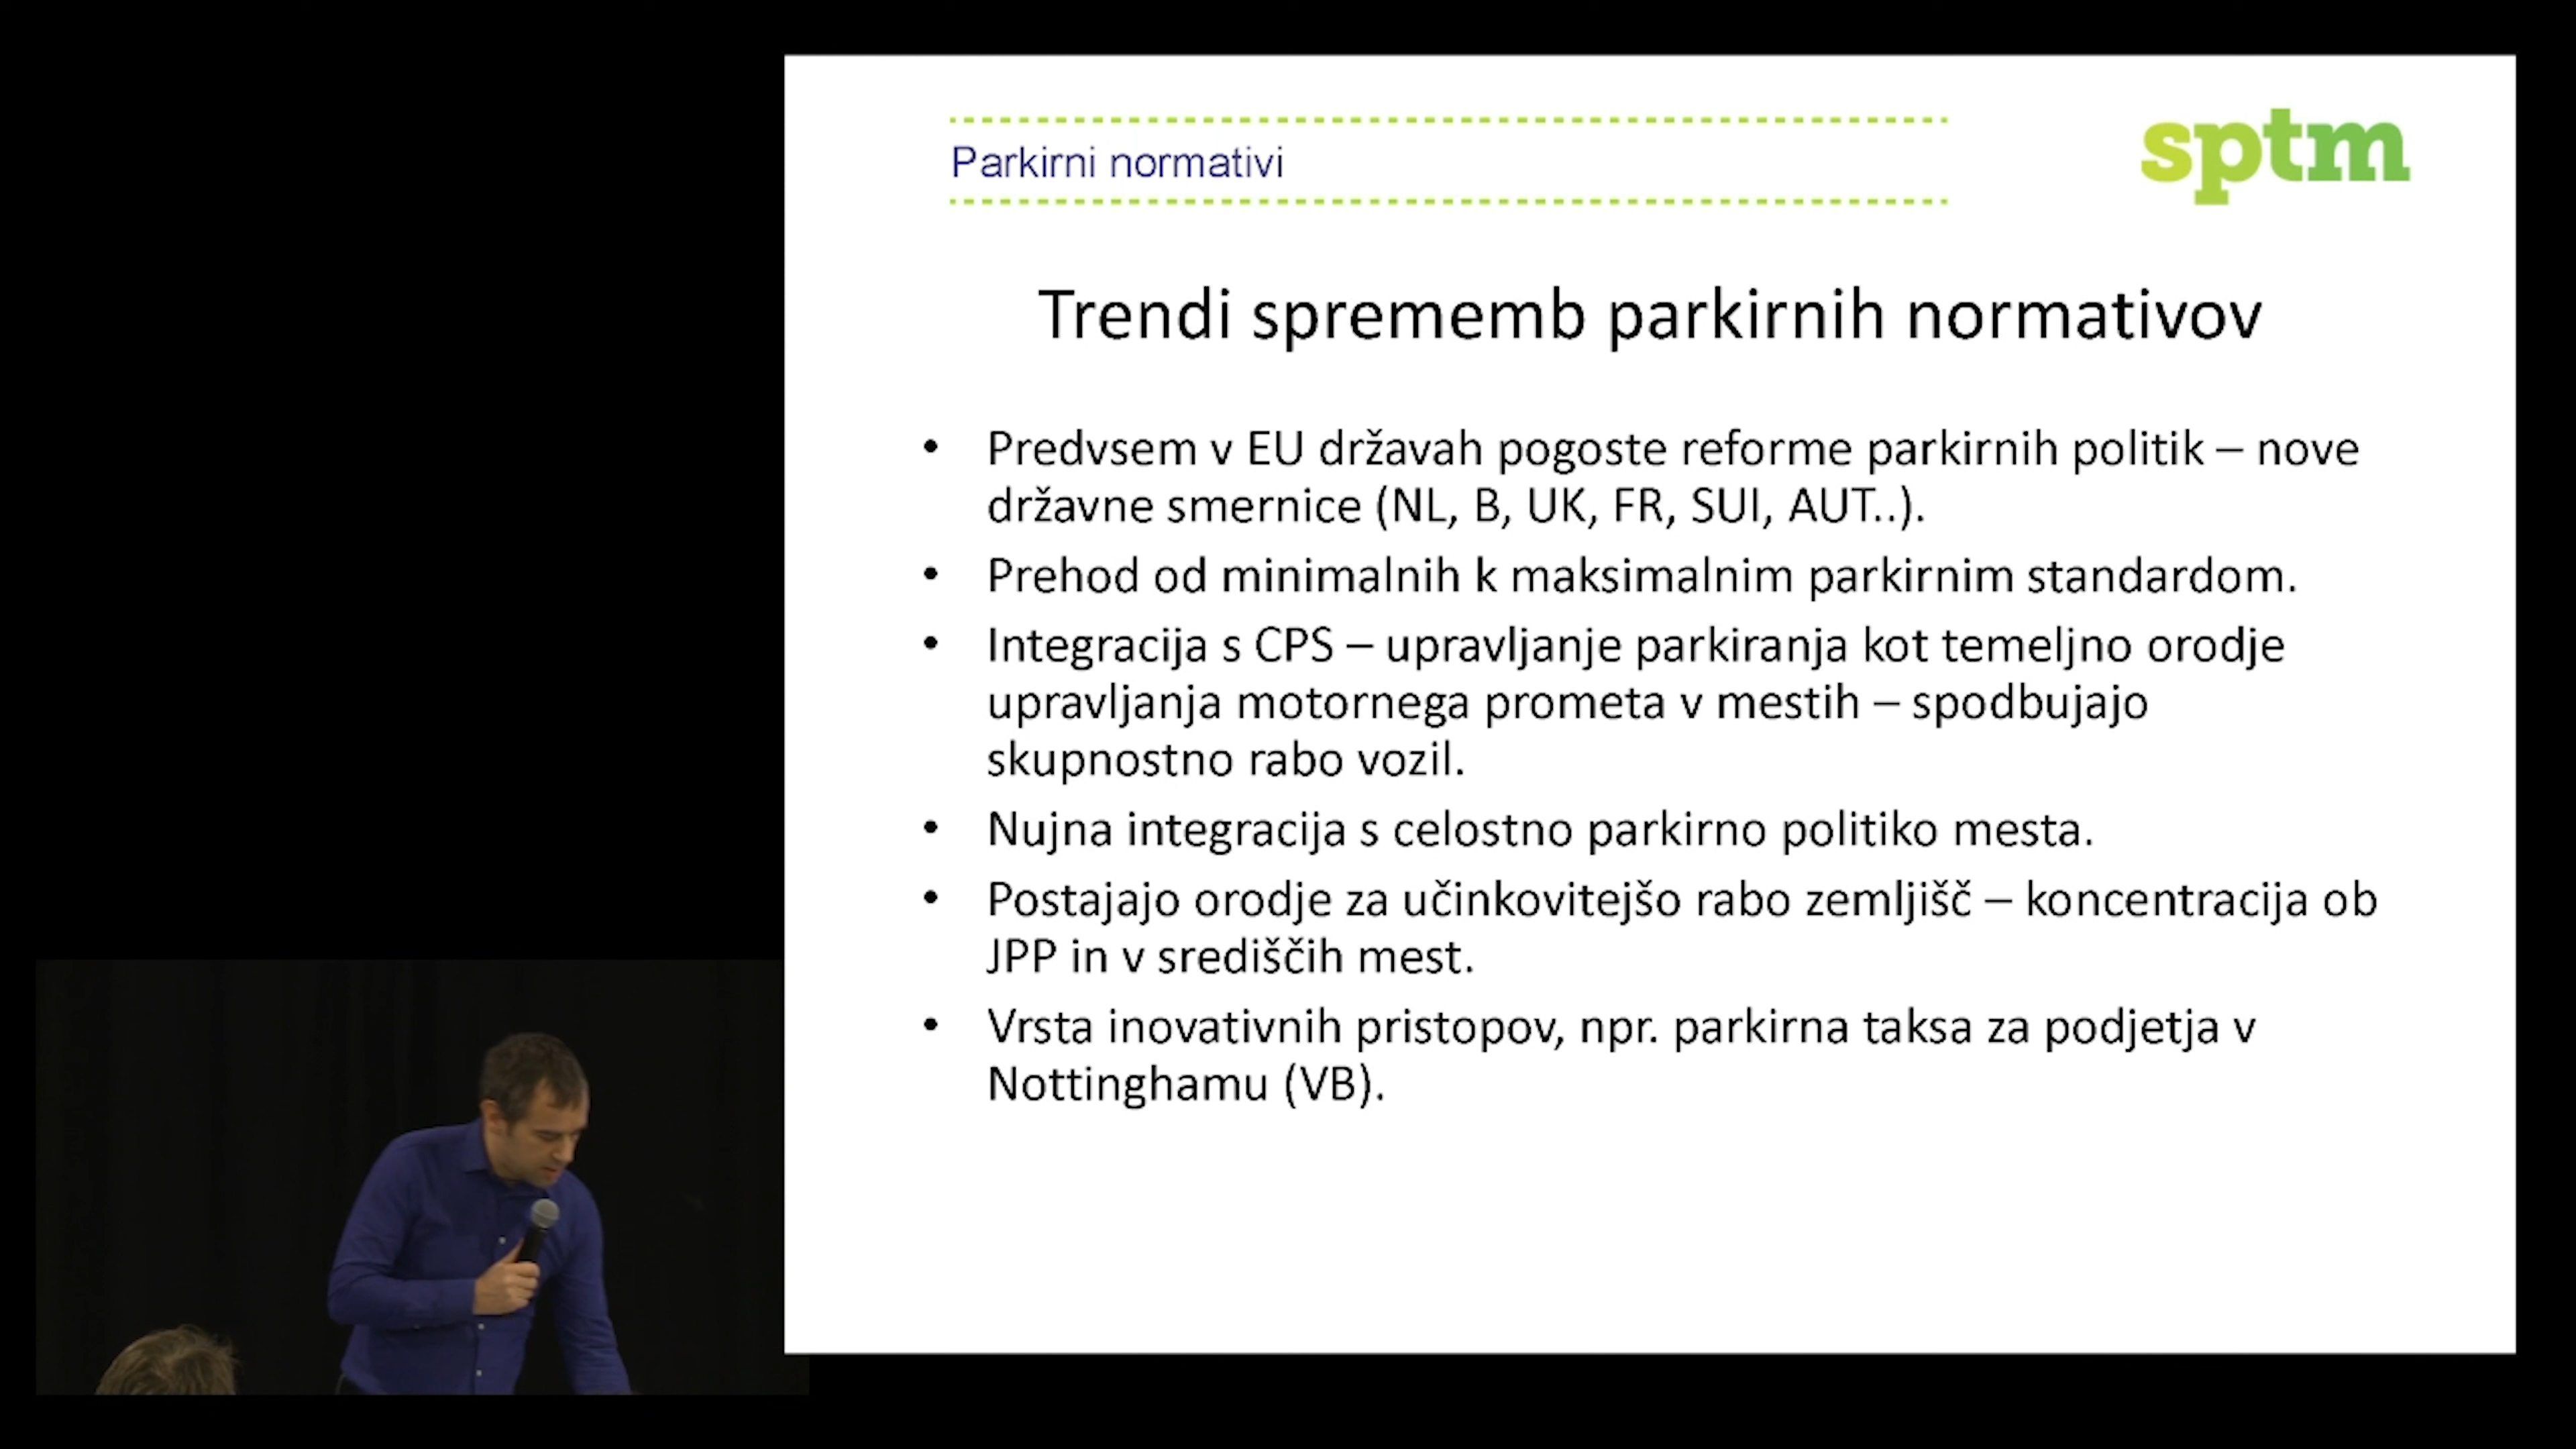 Parkirni normativi
sptm
Trendi sprememb parkirnih normativov
• Predvsem v EU državah pogoste reforme parkirnih politik – nove
državne smernice (NL, B, UK, FR, SUI, AUT..).
• Prehod od minimalnih k maksimalnim parkirnim standardom.
• Integracija s CPS – upravljanje parkiranja kot temeljno orodje
upravljanja motornega prometa v mestih – spodbujajo
skupnostno rabo vozil.
• Nujna integracija s celostno parkirno politiko mesta.
• Postajajo orodje za učinkovitejšo rabo zemljišč – koncentracija ob
JPP in v središčih mest.
• Vrsta inovativnih pristopov, npr. parkirna taksa za podjetja v
Nottinghamu (VB).